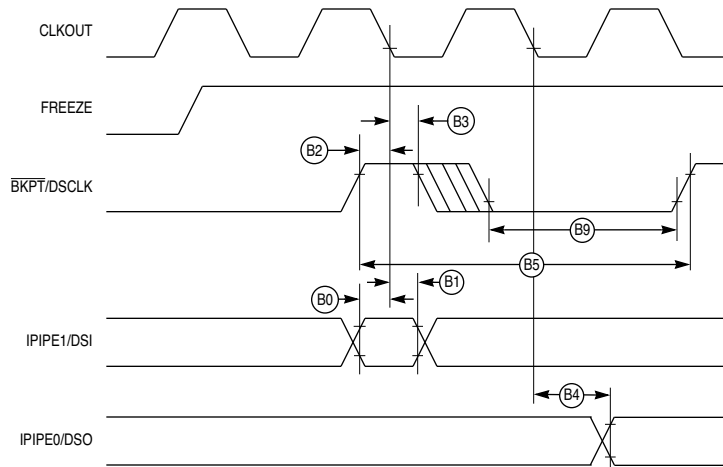 CLKOUT
FREEZE
B3
B2
BKPT/DSCLK
B9
B5
B1
B0
IPIPE1/DSI
B4
IPIPE0/DSO